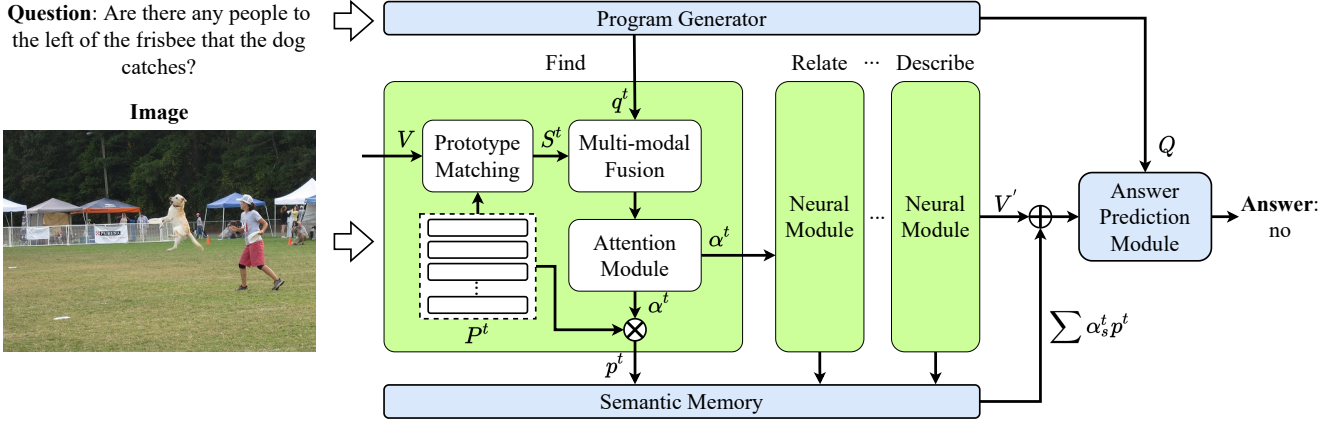 Question: Are there any people to
the left of the frisbee that the dog
catches?
Image
Program Generator
Find
Relate
...
Describe
q^t
V
Prototype
Matching
S^t
Multi-modal
Fusion
Attention
Module
α^t
α^t
P^t
p^t
Neural
Module
...
Neural
Module
V'
Q
Answer
Prediction
Module
Answer:
no
∑ α_s^t p^t
Semantic Memory